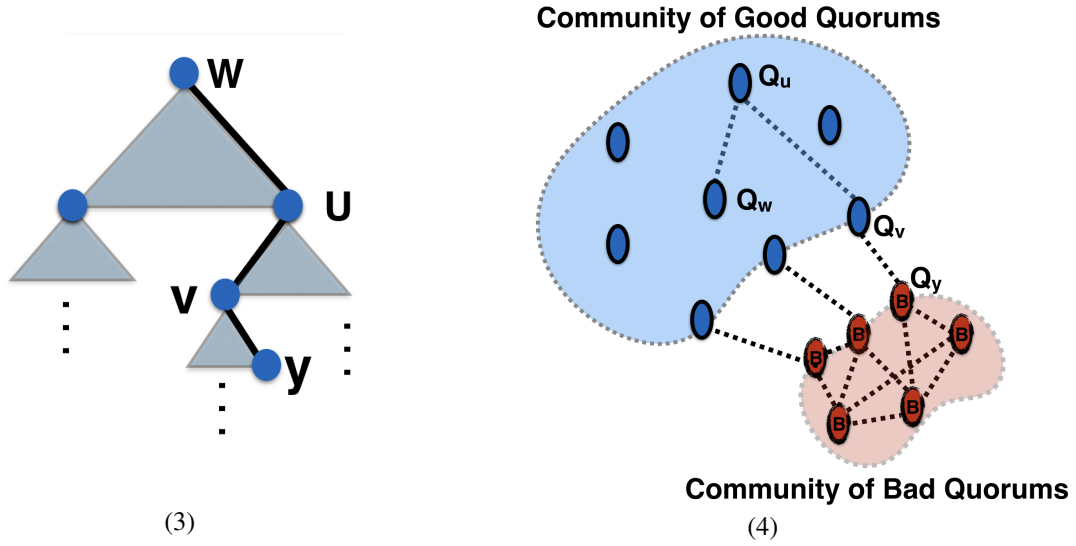 Community of Good Quorums
W
U
v
y
(3)
Qu
Qw
Qv
Qy
B
B
B
B
B
B
Community of Bad Quorums
(4)